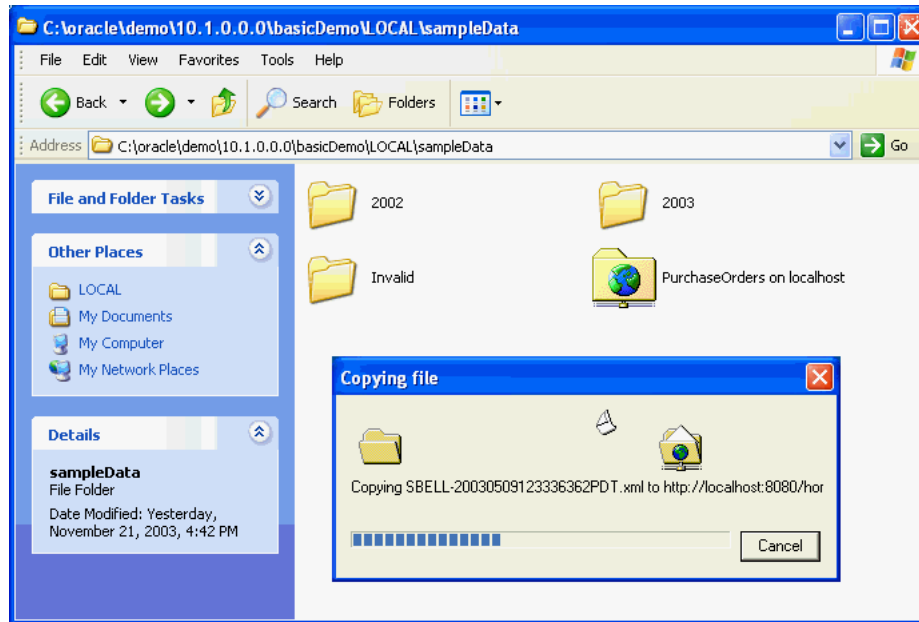 C:\oracle\demo\10.1.0.0.0\basicDemo\LOCAL\sampleData
File Edit View Favorites Tools Help
Back Search Folders
Address C:\oracle\demo\10.1.0.0.0\basicDemo\LOCAL\sampleData Go
File and Folder Tasks
Other Places
LOCAL
My Documents
My Computer
My Network Places
Details
sampleData
File Folder
Date Modified: Yesterday,
November 21, 2003, 4:42 PM
2002 2003
Invalid PurchaseOrders on localhost
Copying file
Copying SBELL-20030509123336362PDT.xml to http://localhost:8080/hor
Cancel